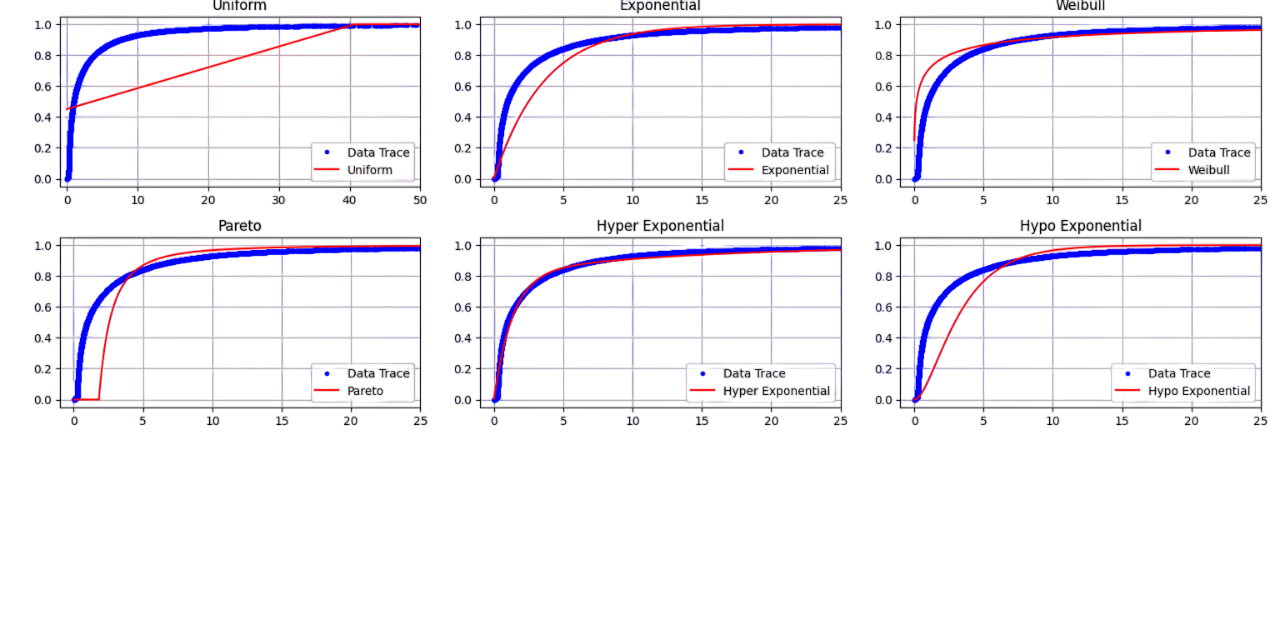 Uniform
1.0
0.8
0.6
0.4
0.2
0.0
Data Trace
Uniform
0 10 20 30 40 50
Exponential
1.0
0.8
0.6
0.4
0.2
0.0
Data Trace
Exponential
0 5 10 15 20 25
Weibull
1.0
0.8
0.6
0.4
0.2
0.0
Data Trace
Weibull
0 5 10 15 20 25
Pareto
1.0
0.8
0.6
0.4
0.2
0.0
Data Trace
Pareto
0 5 10 15 20 25
Hyper Exponential
1.0
0.8
0.6
0.4
0.2
0.0
Data Trace
Hyper Exponential
0 5 10 15 20 25
Hypo Exponential
1.0
0.8
0.6
0.4
0.2
0.0
Data Trace
Hypo Exponential
0 5 10 15 20 25